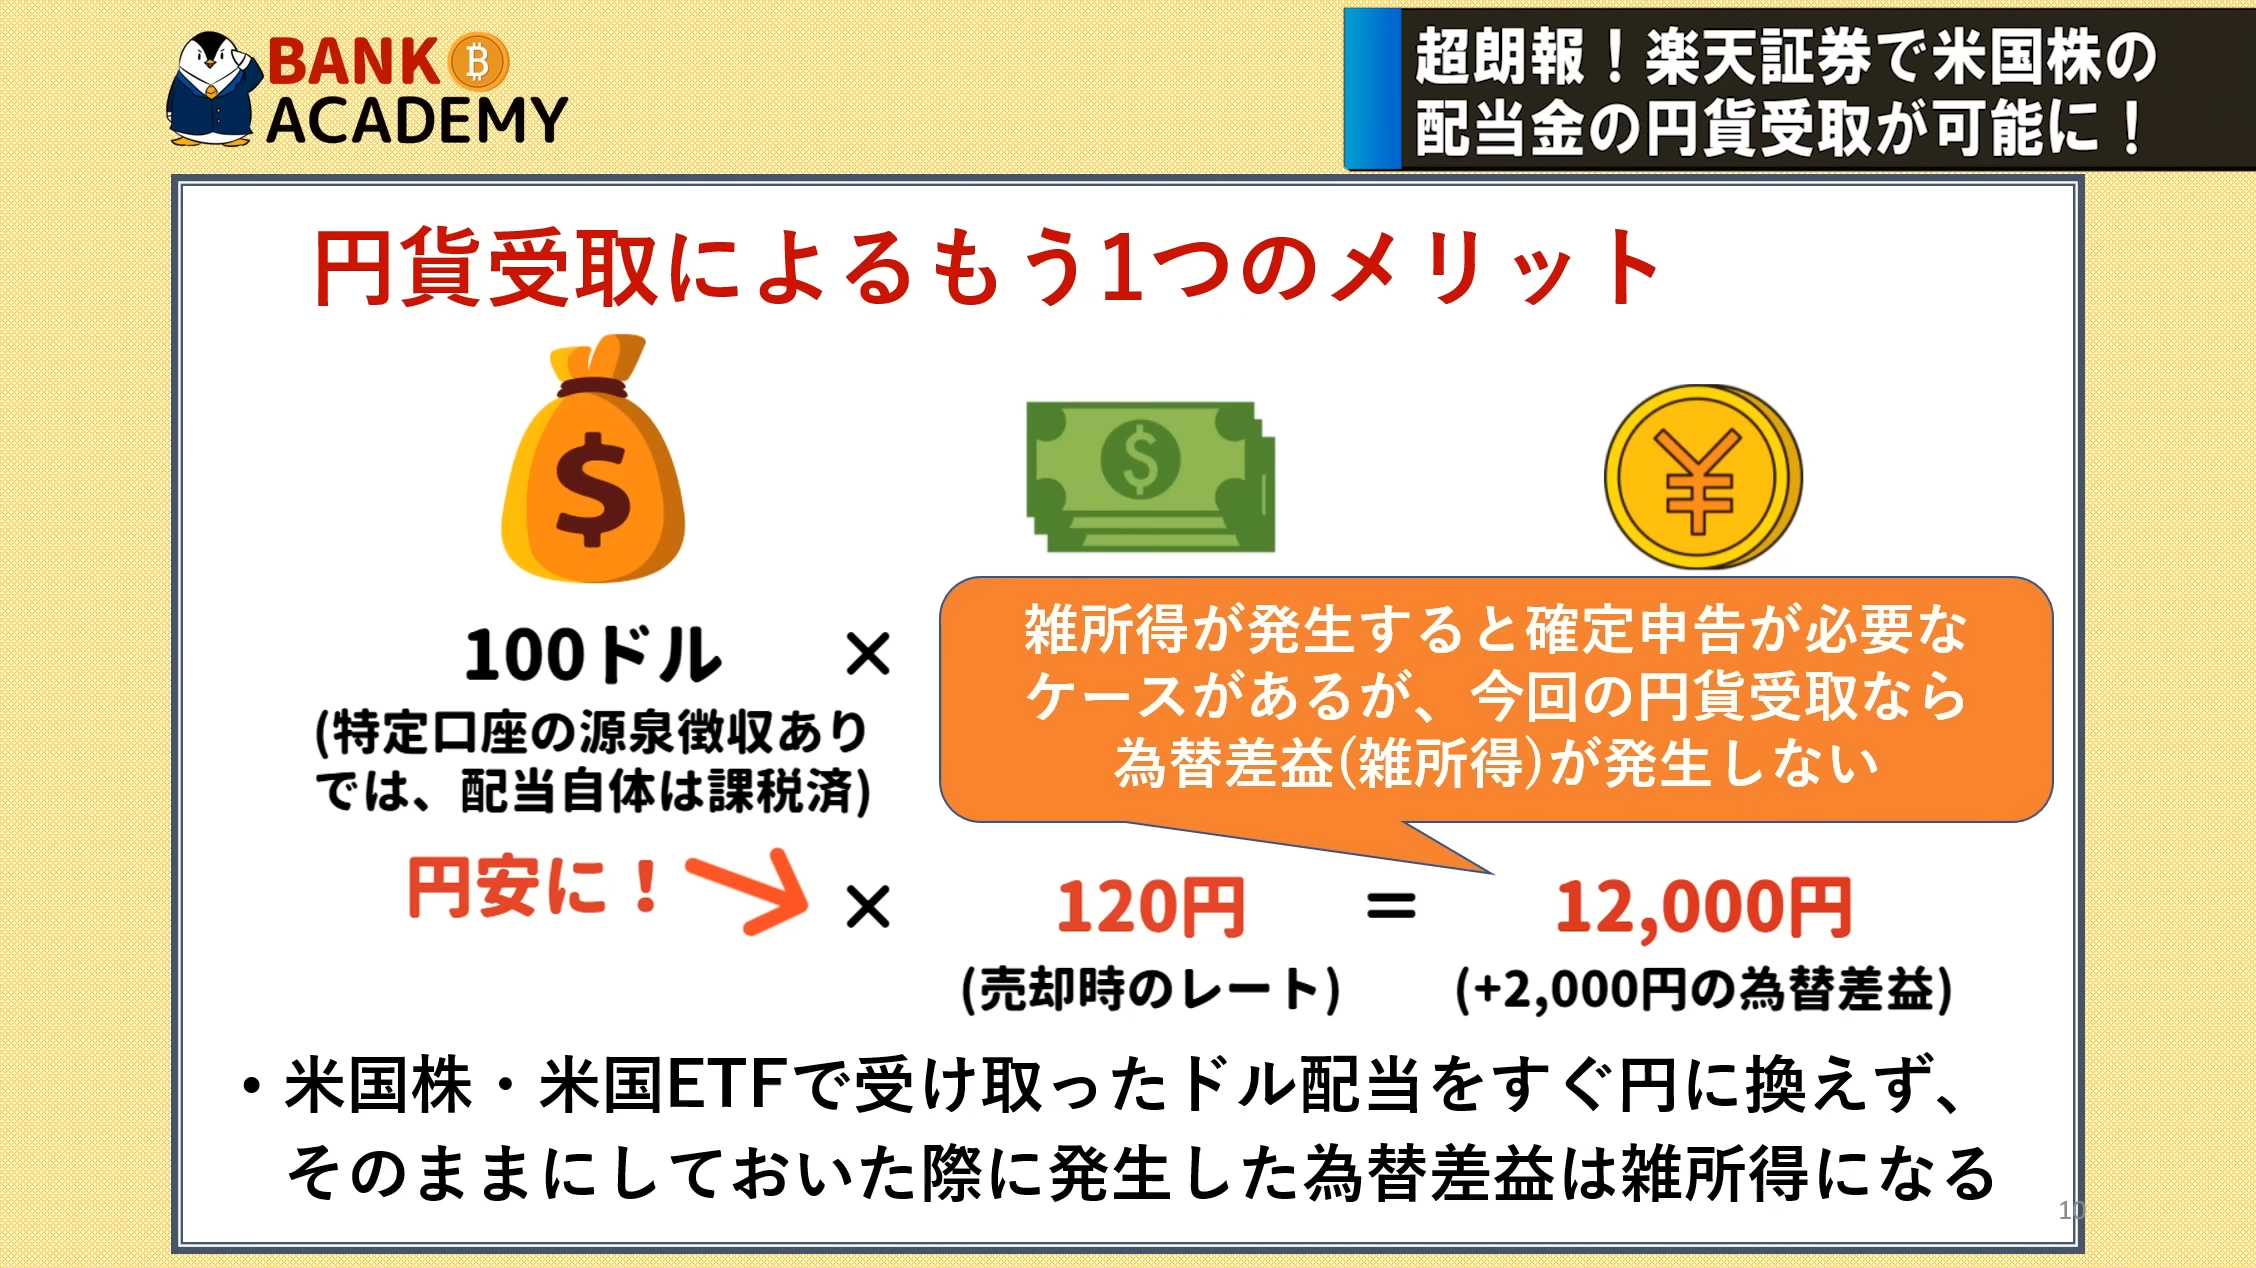 BANK
ACADEMY
超朗報！楽天証券で米国株の
配当金の円貨受取が可能に！
円貨受取によるもう1つのメリット
$
$
¥
100ドル ×
(特定口座の源泉徴収あり
では、配当自体は課税済)
雑所得が発生すると確定申告が必要な
ケースがあるが、今回の円貨受取なら
為替差益(雑所得)が発生しない
円安に！ × 120円 = 12,000円
(売却時のレート) (+2,000円の為替差益)
・米国株・米国ETFで受け取ったドル配当をすぐ円に換えず、
そのままにしておいた際に発生した為替差益は雑所得になる
10